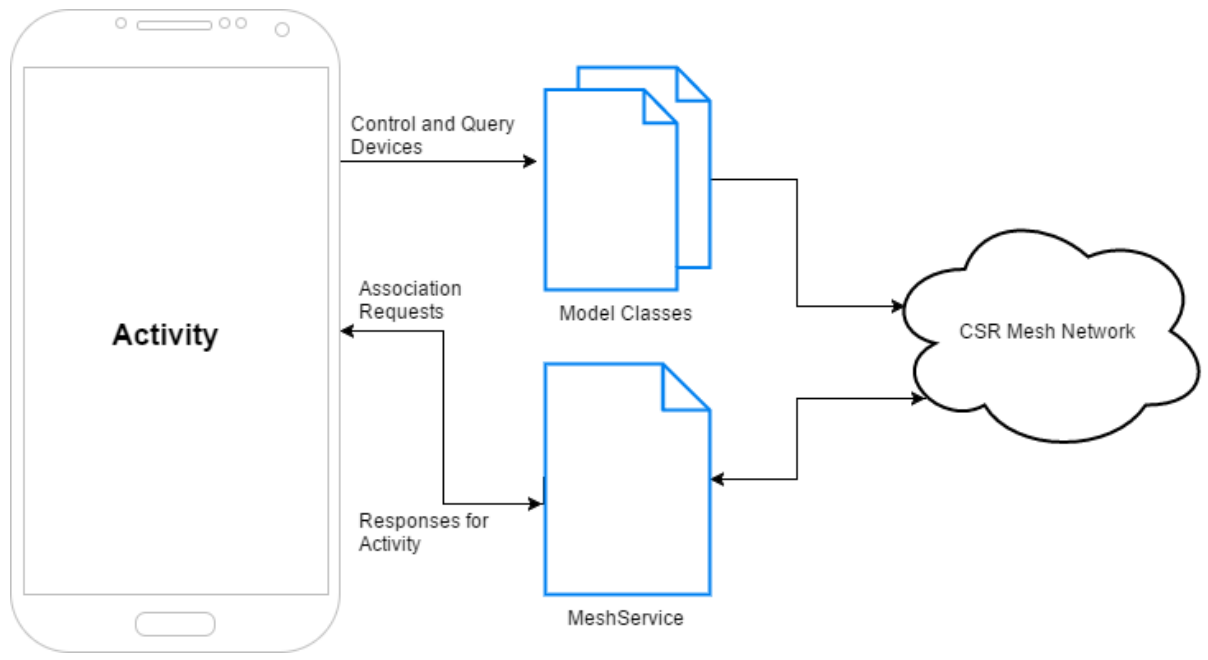 Control and Query
Devices
Association
Requests
Activity
Model Classes
CSR Mesh Network
Responses for
Activity
MeshService